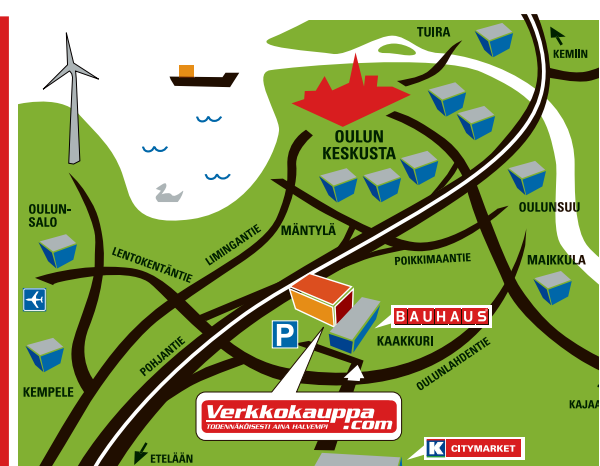 TUIRA
KEMIIN
OULUN
KESKUSTA
OULUN-
SALO
OULUNSUU
MÄNTYLÄ
LIMINGANTIE
LENTOKENTÄNTIE
POIKKIMAANTIE
MAIKKULA
BAUHAUS
P
KAAKKURI
POHJANTIE
OULUNLAHDENTIE
KEMPELE
KAJAA
Verkkokauppa
.com
TODENNÄKÖISESTI AINA HALVEMPI
K CITYMARKET
ETELÄÄN